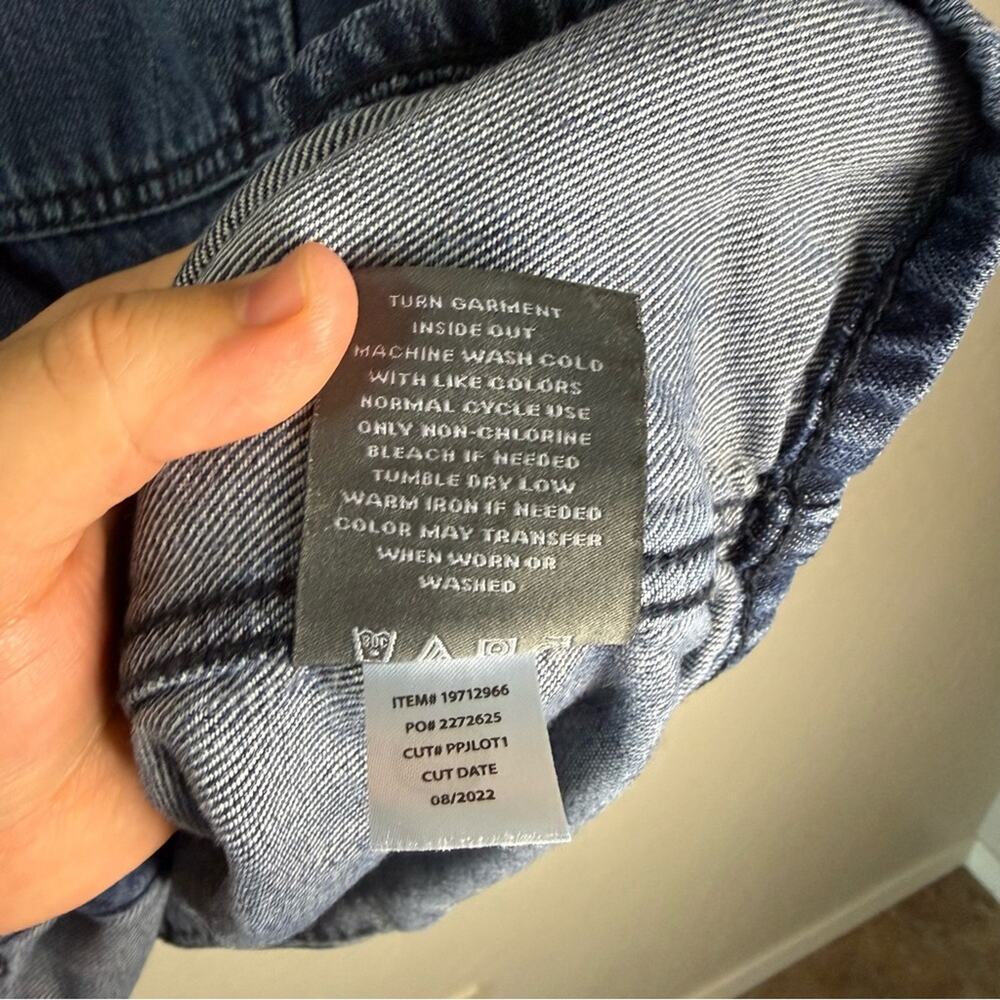 TURN GARMENT
INSIDE OUT
MACHINE WASH COLD
WITH LIKE COLORS
NORMAL CYCLE USE
ONLY NON-CHLORINE
BLEACH IF NEEDED
TUMBLE DRY LOW
WARM IRON IF NEEDED
COLOR MAY TRANSFER
WHEN WORN OR
WASHED
30C
ITEM# 19712966
PO# 2272625
CUT# PPJLOT1
CUT DATE
08/2022